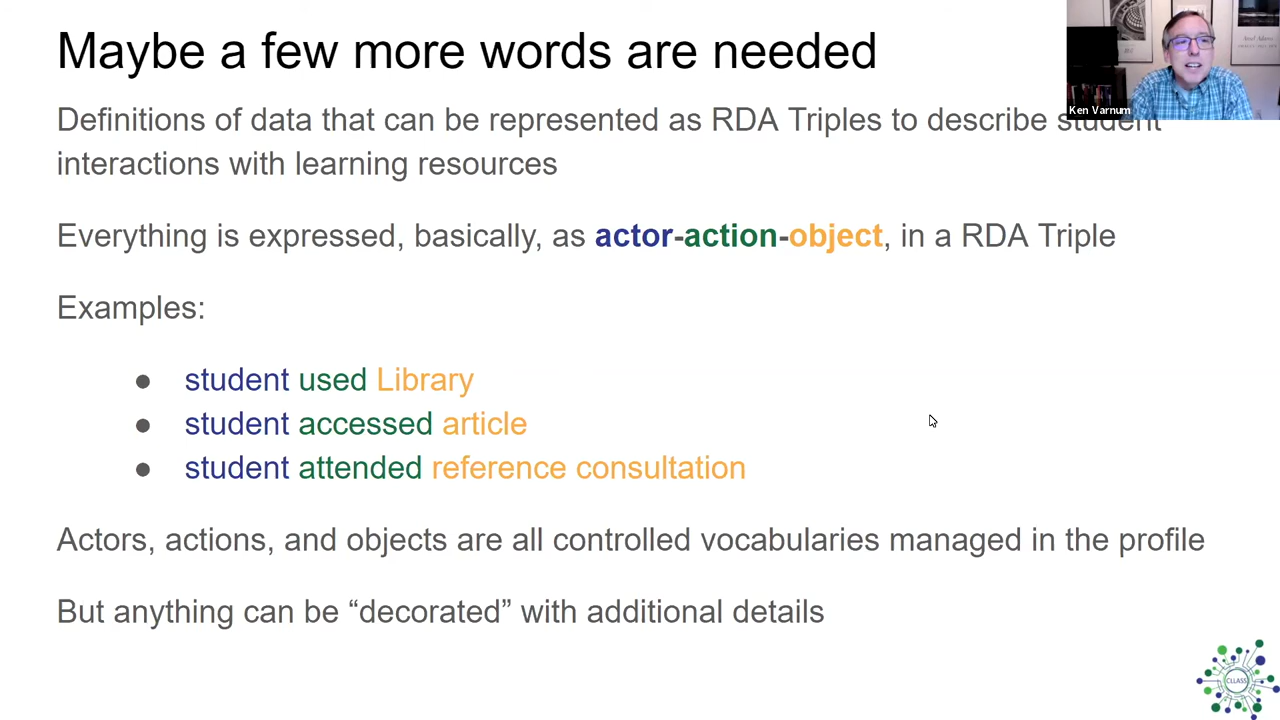 Maybe a few more words are needed
Ken Varnum
Definitions of data that can be represented as RDA Triples to describe student
interactions with learning resources
Everything is expressed, basically, as actor-action-object, in a RDA Triple
Examples:
● student used Library
● student accessed article
● student attended reference consultation
Actors, actions, and objects are all controlled vocabularies managed in the profile
But anything can be “decorated” with additional details
CLLASS